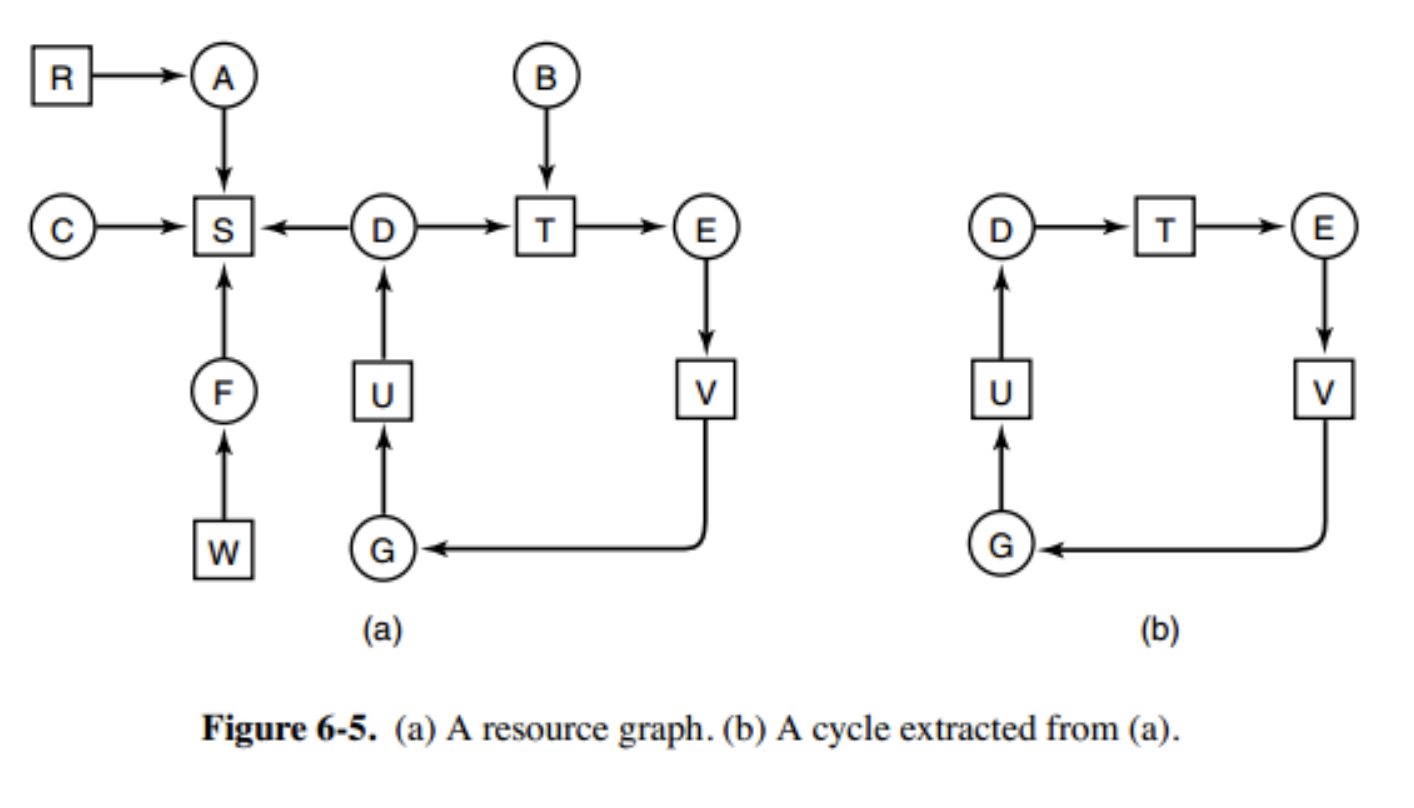 R A B
C S D T E D T E
F U V U V
W G G
(a) (b)
Figure 6-5. (a) A resource graph. (b) A cycle extracted from (a).